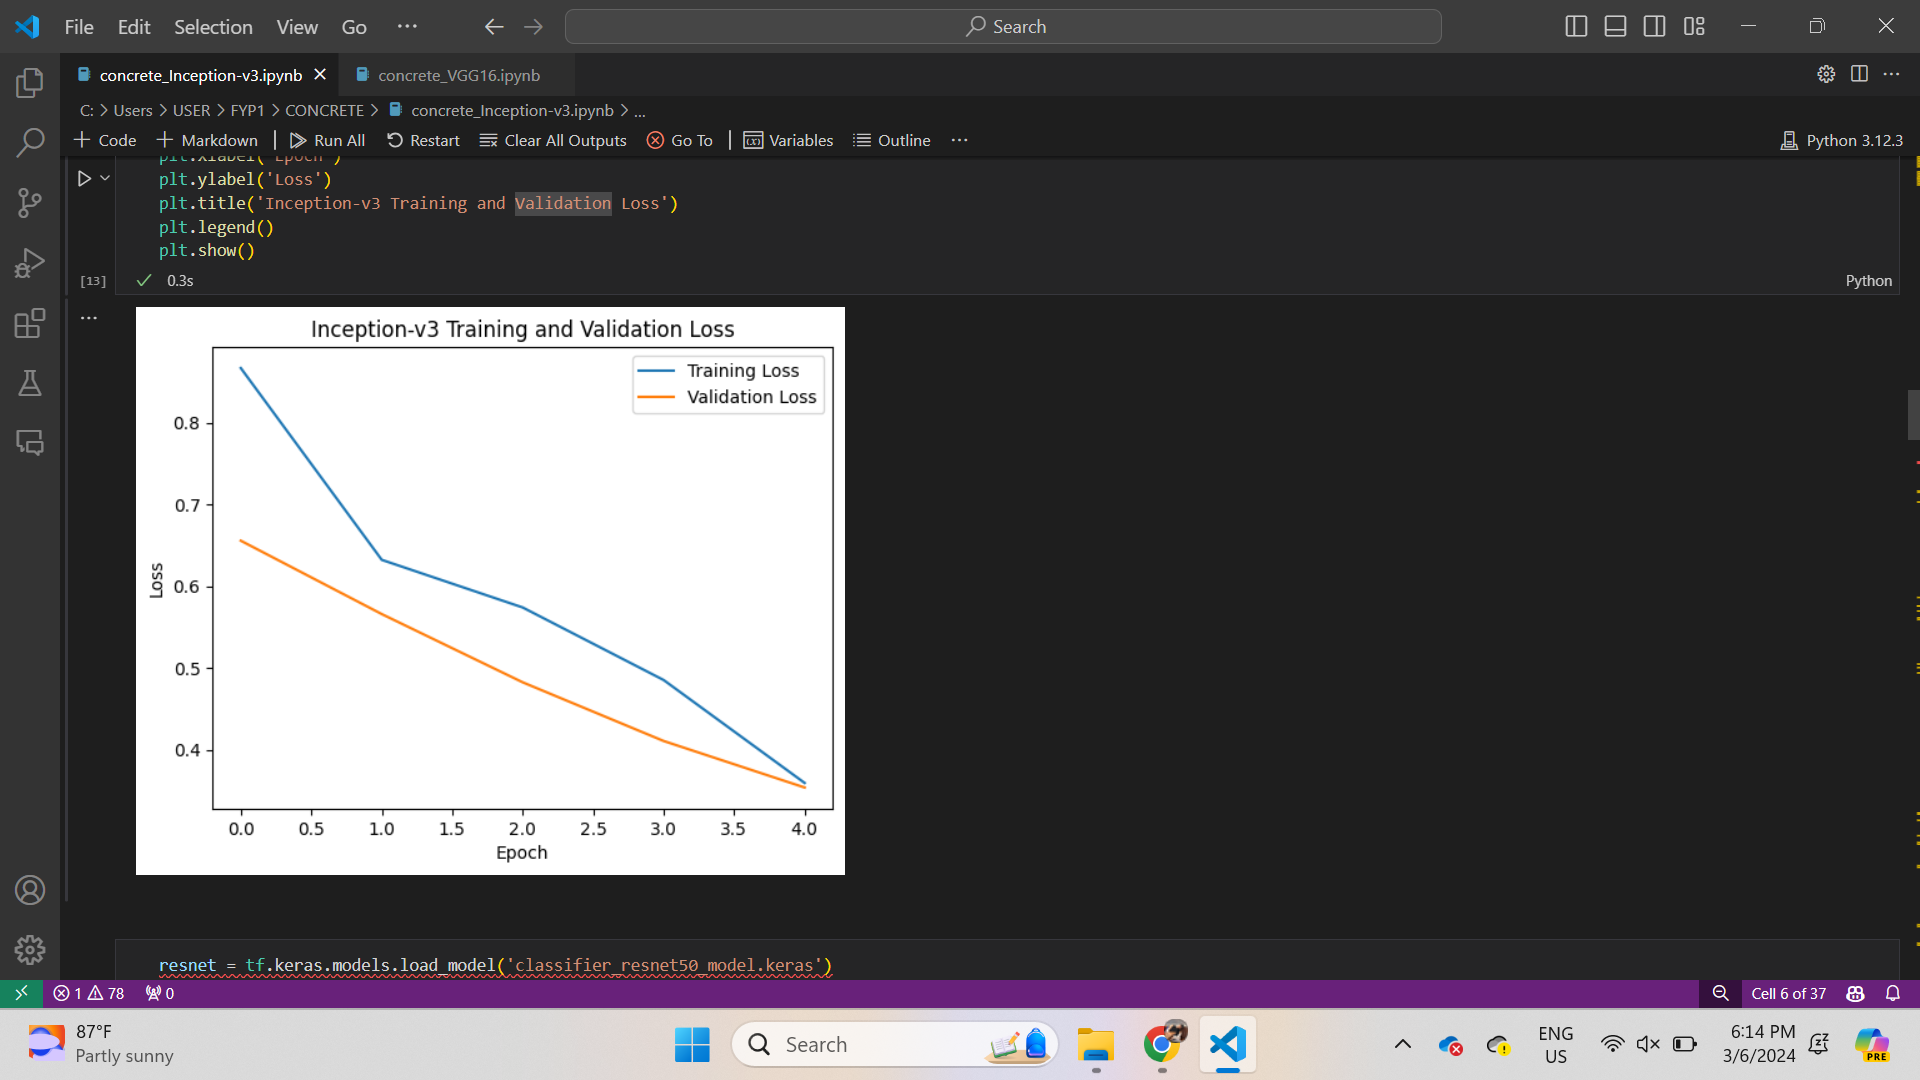 File Edit Selection View Go ··· Search
concrete_Inception-v3.ipynb concrete_VGG16.ipynb
C: > Users > USER > FYP1 > CONCRETE > concrete_Inception-v3.ipynb > ...
Code Markdown Run All Restart Clear All Outputs Go To Variables Outline ··· Python 3.12.3
plt.xlabel('Epoch')
plt.ylabel('Loss')
plt.title('Inception-v3 Training and Validation Loss')
plt.legend()
plt.show()
[13] 0.3s Python
Inception-v3 Training and Validation Loss
Training Loss
Validation Loss
0.8
0.7
0.6
0.5
0.4
Loss
0.0 0.5 1.0 1.5 2.0 2.5 3.0 3.5 4.0
Epoch
resnet = tf.keras.models.load_model('classifier_resnet50_model.keras')
1 78 0 Cell 6 of 37
87°F
Partly sunny
Search
ENG
US
6:14 PM
3/6/2024
PRE